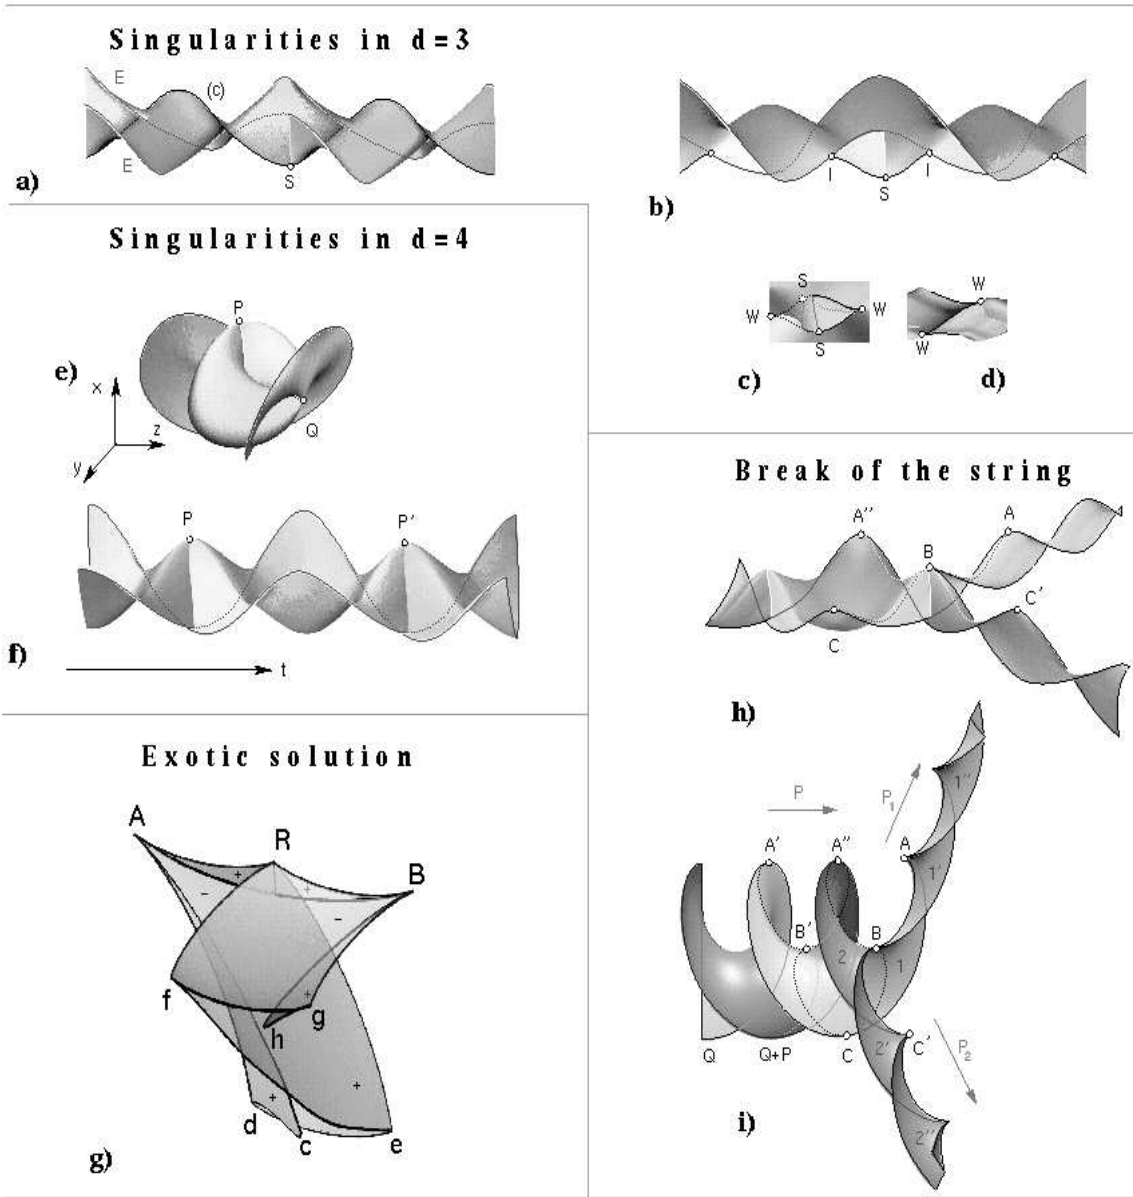 Singularities in d=3
E
(c)
E
S
a)
I
S
I
b)
Singularities in d=4
P
e)
x
z
y
Q
S
W
W
S
c)
W
W
d)
P
P'
f)
t
Break of the string
A''
A
B
C'
C
h)
Exotic solution
A
R
B
+
+
-
-
f
+
g
h
+
+
d
c
e
g)
P
P1
1''
A'
A''
A
1'
B'
B
2
1
Q
Q+P
C
2'
C'
P2
2''
i)